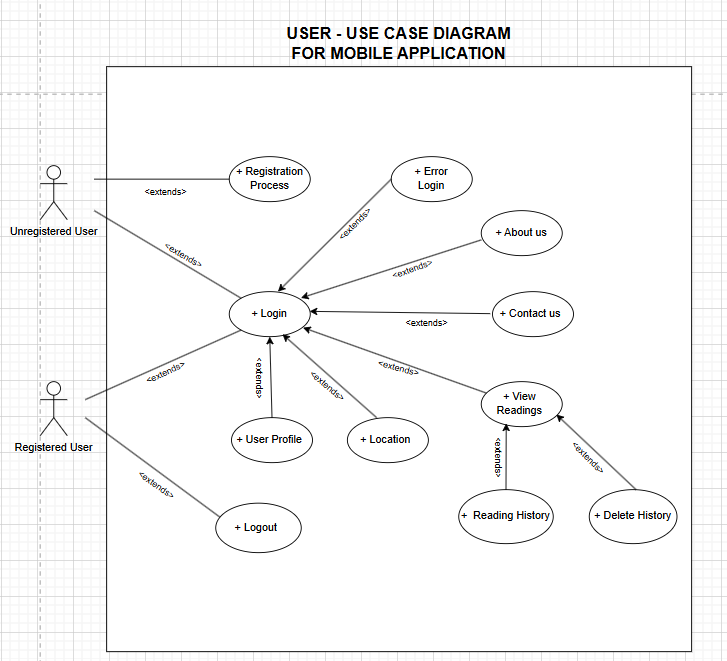 USER - USE CASE DIAGRAM
FOR MOBILE APPLICATION
+ Registration
Process
<extends>
+ Error
Login
Unregistered User
<extends>
<extends>
+ About us
<extends>
+ Login
+ Contact us
<extends>
<extends>
<extends>
<extends>
<extends>
+ View
Readings
Registered User
+ User Profile
+ Location
<extends>
<extends>
<extends>
+ Logout
+ Reading History
+ Delete History